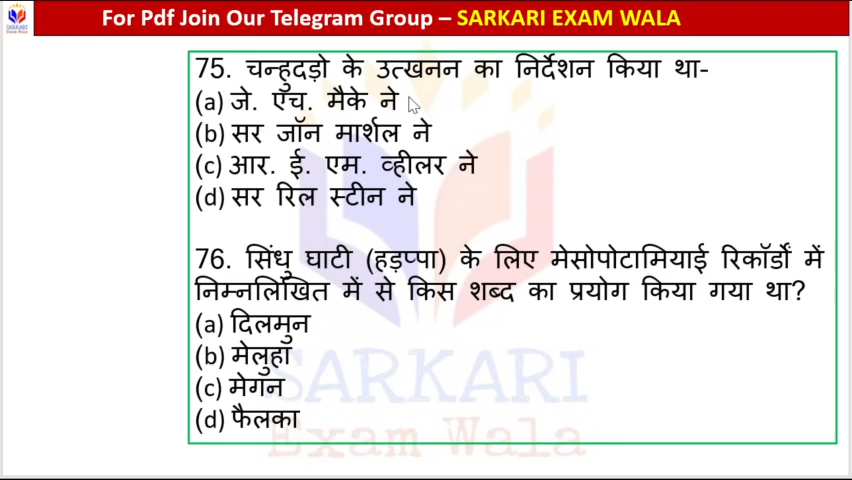 For Pdf Join Our Telegram Group – SARKARI EXAM WALA
75. चन्हुदड़ो के उत्खनन का निर्देशन किया था-
(a) जे. एच. मैके ने
(b) सर जॉन मार्शल ने
(c) आर. ई. एम. व्हीलर ने
(d) सर रिल स्टीन ने
76. सिंधु घाटी (हड़प्पा) के लिए मेसोपोटामियाई रिकॉर्डों में
निम्नलिखित में से किस शब्द का प्रयोग किया गया था?
(a) दिलमुन
(b) मेलुहा
(c) मेगन
(d) फैलका
SARKARI
Exam Wala